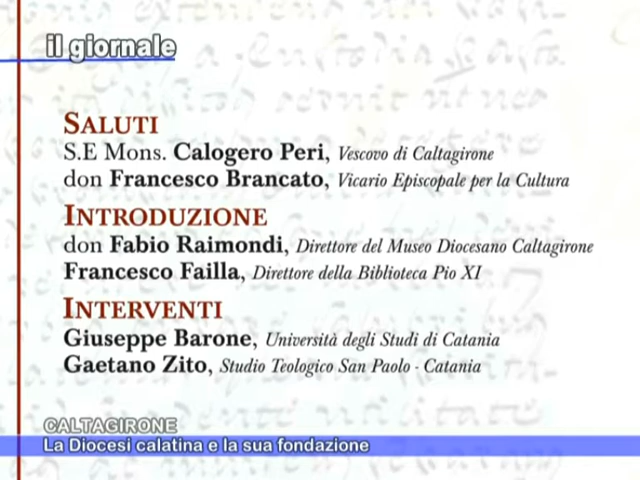 il giornale
SALUTI
S.E Mons. Calogero Peri, Vescovo di Caltagirone
don Francesco Brancato, Vicario Episcopale per la Cultura
INTRODUZIONE
don Fabio Raimondi, Direttore del Museo Diocesano Caltagirone
Francesco Failla, Direttore della Biblioteca Pio XI
INTERVENTI
Giuseppe Barone, Università degli Studi di Catania
Gaetano Zito, Studio Teologico San Paolo - Catania
CALTAGIRONE
La Diocesi calatina e la sua fondazione